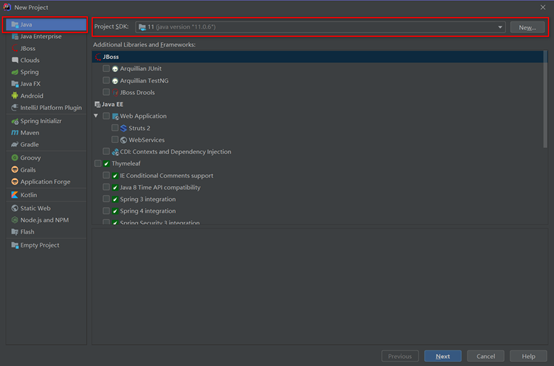 New Project
Java
Java Enterprise
JBoss
Clouds
Spring
Java FX
Android
IntelliJ Platform Plugin
Spring Initializr
Maven
Gradle
Groovy
Grails
Application Forge
Kotlin
Static Web
Node.js and NPM
Flash
Empty Project
Project SDK: 11 (java version "11.0.6") New...
Additional Libraries and Frameworks:
JBoss
Arquillian JUnit
Arquillian TestNG
JBoss Drools
Java EE
Web Application
Struts 2
WebServices
CDI: Contexts and Dependency Injection
Thymeleaf
IE Conditional Comments support
Java 8 Time API compatibility
Spring 3 integration
Spring 4 integration
Spring Security 3 integration
Previous Next Cancel Help